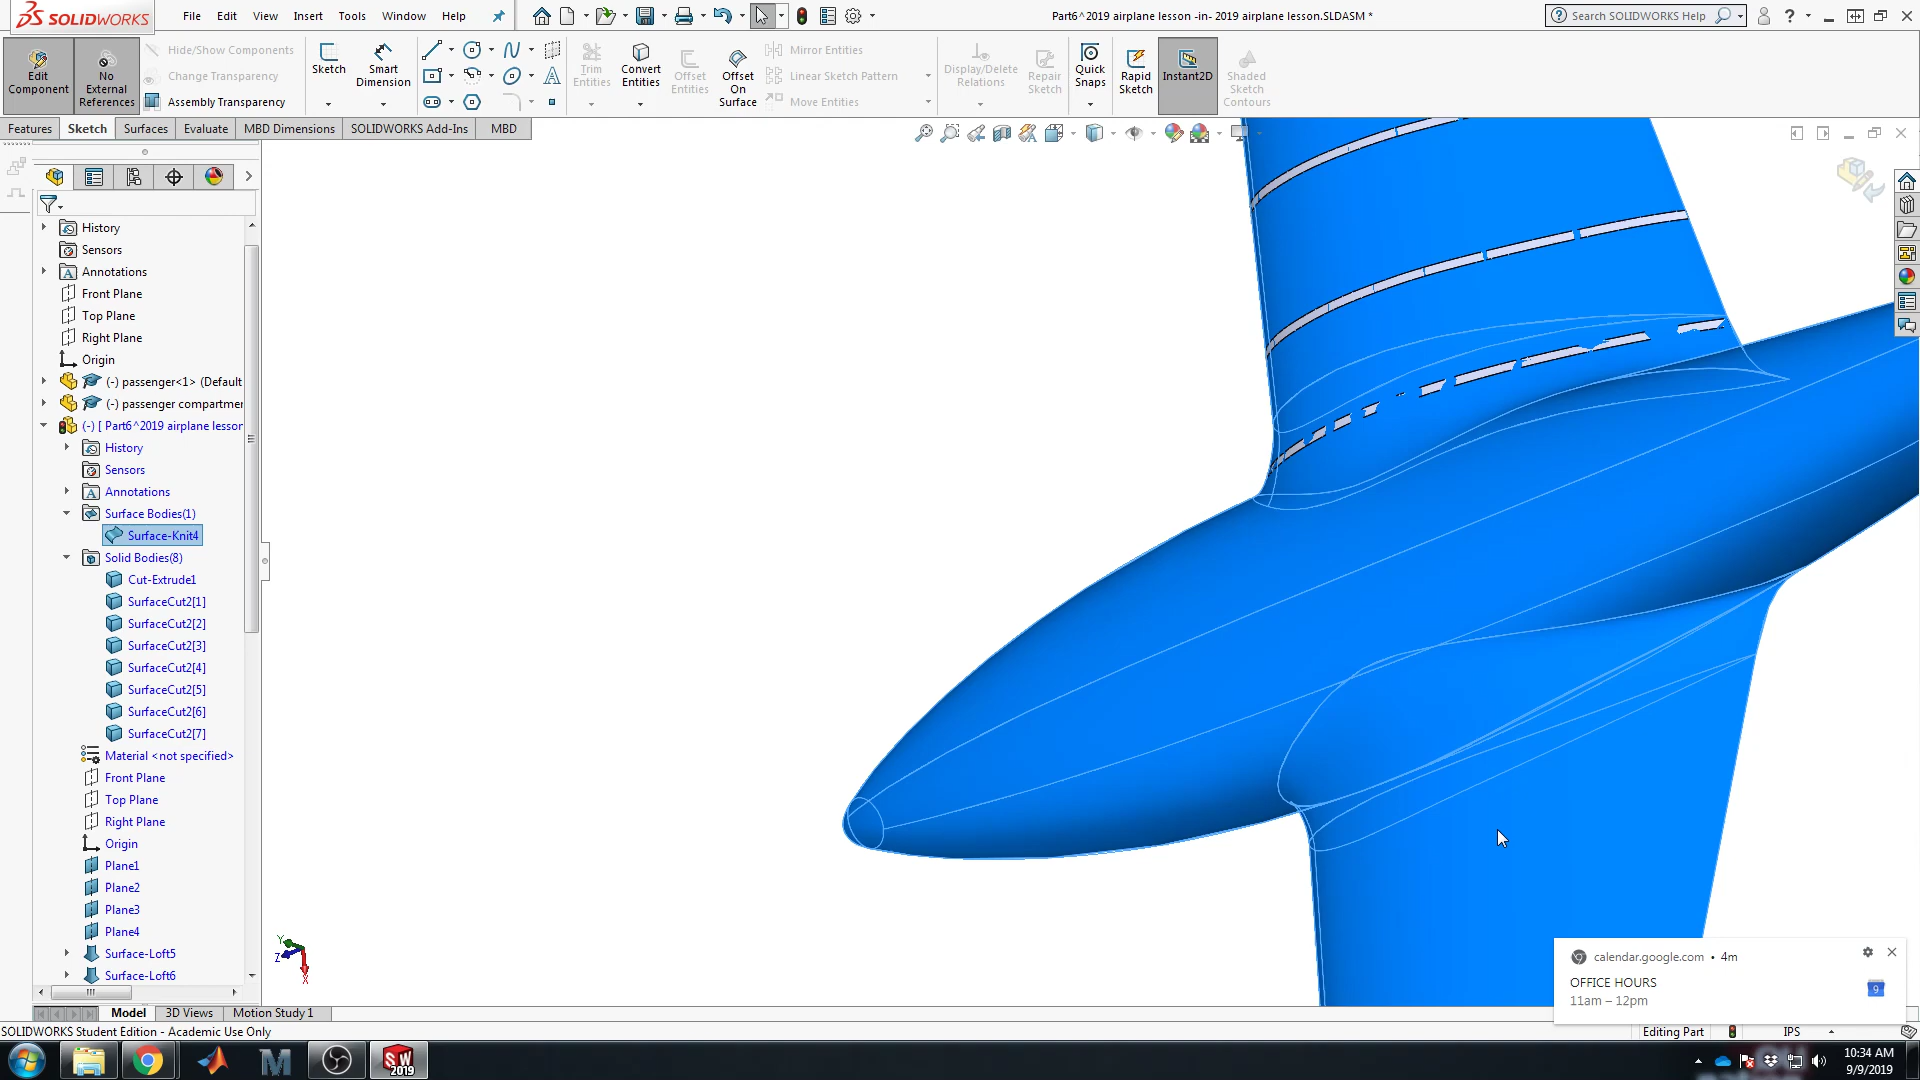 SOLIDWORKS
File Edit View Insert Tools Window Help
Part6^2019 airplane lesson -in- 2019 airplane lesson.SLDASM *
Search SOLIDWORKS Help
Edit Component
No External References
Hide/Show Components
Change Transparency
Assembly Transparency
Sketch
Smart Dimension
Trim Entities
Convert Entities
Offset Entities
Offset On Surface
Mirror Entities
Linear Sketch Pattern
Move Entities
Display/Delete Relations
Repair Sketch
Quick Snaps
Rapid Sketch
Instant2D
Shaded Sketch Contours
Features Sketch Surfaces Evaluate MBD Dimensions SOLIDWORKS Add-Ins MBD
History
Sensors
Annotations
Front Plane
Top Plane
Right Plane
Origin
(-) passenger<1> (Default
(-) passenger compartmer
(-) [ Part6^2019 airplane lesson
History
Sensors
Annotations
Surface Bodies(1)
Surface-Knit4
Solid Bodies(8)
Cut-Extrude1
SurfaceCut2[1]
SurfaceCut2[2]
SurfaceCut2[3]
SurfaceCut2[4]
SurfaceCut2[5]
SurfaceCut2[6]
SurfaceCut2[7]
Material <not specified>
Front Plane
Top Plane
Right Plane
Origin
Plane1
Plane2
Plane3
Plane4
Surface-Loft5
Surface-Loft6
Y
Z
X
calendar.google.com • 4m
OFFICE HOURS
11am – 12pm
9
Model 3D Views Motion Study 1
SOLIDWORKS Student Edition - Academic Use Only
Editing Part
IPS
SW 2019
10:34 AM
9/9/2019